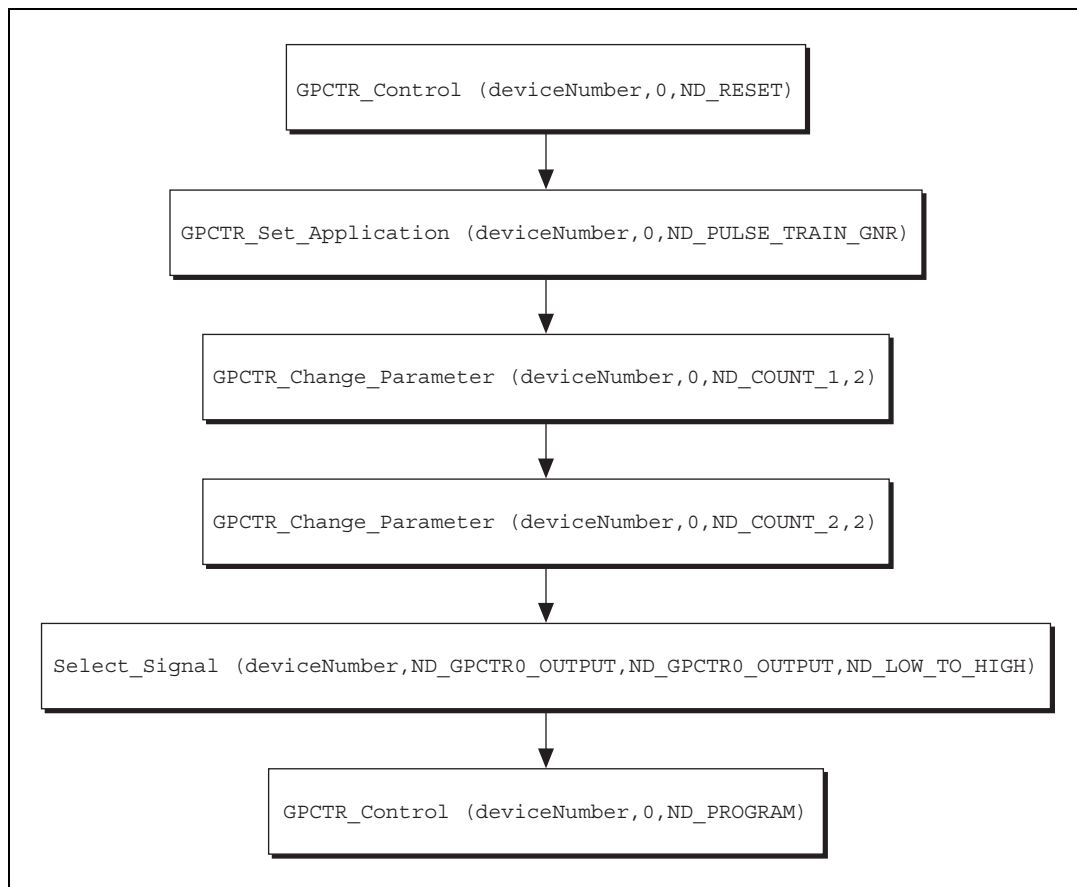 GPCTR_Control (deviceNumber,0,ND_RESET)
GPCTR_Set_Application (deviceNumber,0,ND_PULSE_TRAIN_GNR)
GPCTR_Change_Parameter (deviceNumber,0,ND_COUNT_1,2)
GPCTR_Change_Parameter (deviceNumber,0,ND_COUNT_2,2)
Select_Signal (deviceNumber,ND_GPCTR0_OUTPUT,ND_GPCTR0_OUTPUT,ND_LOW_TO_HIGH)
GPCTR_Control (deviceNumber,0,ND_PROGRAM)